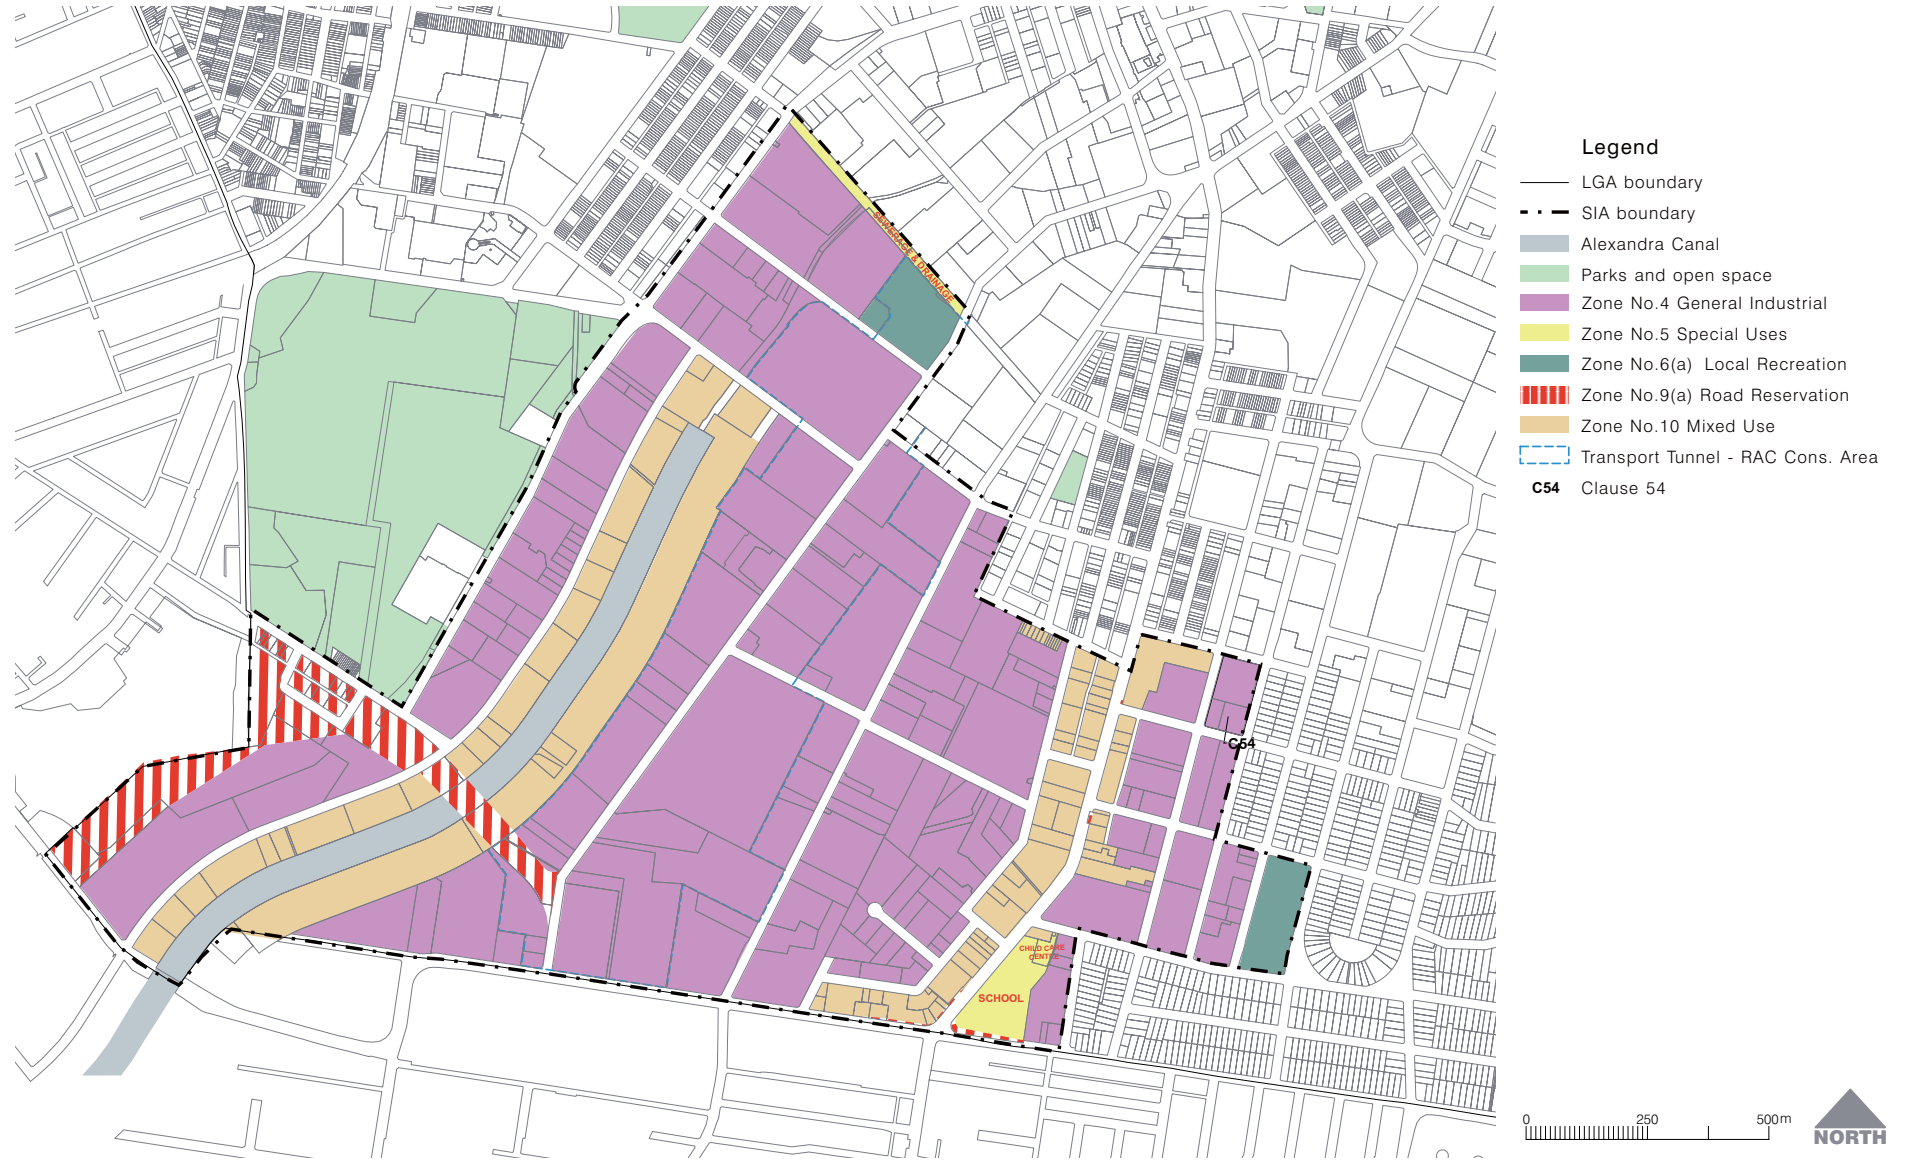 SEWERAGE & DRAINAGE
C54
CHILD CARE
CENTRE
SCHOOL
Legend
LGA boundary
SIA boundary
Alexandra Canal
Parks and open space
Zone No.4 General Industrial
Zone No.5 Special Uses
Zone No.6(a) Local Recreation
Zone No.9(a) Road Reservation
Zone No.10 Mixed Use
Transport Tunnel - RAC Cons. Area
C54 Clause 54
0 250 500m
NORTH